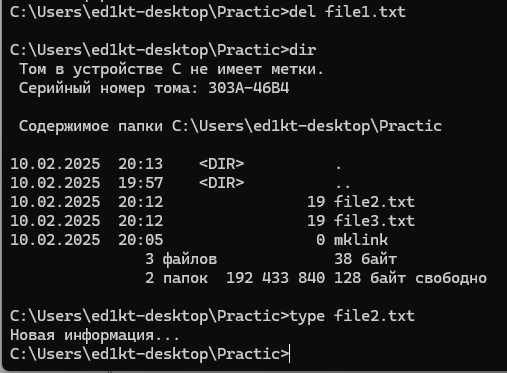 C:\Users\ed1kt-desktop\Practic>del file1.txt
C:\Users\ed1kt-desktop\Practic>dir
Том в устройстве C не имеет метки.
Серийный номер тома: 303A-46B4
Содержимое папки C:\Users\ed1kt-desktop\Practic
10.02.2025  20:13    <DIR>          .
10.02.2025  19:57    <DIR>          ..
10.02.2025  20:12                19 file2.txt
10.02.2025  20:12                19 file3.txt
10.02.2025  20:05                 0 mklink
3 файлов             38 байт
2 папок  192 433 840 128 байт свободно
C:\Users\ed1kt-desktop\Practic>type file2.txt
Новая информация...
C:\Users\ed1kt-desktop\Practic>